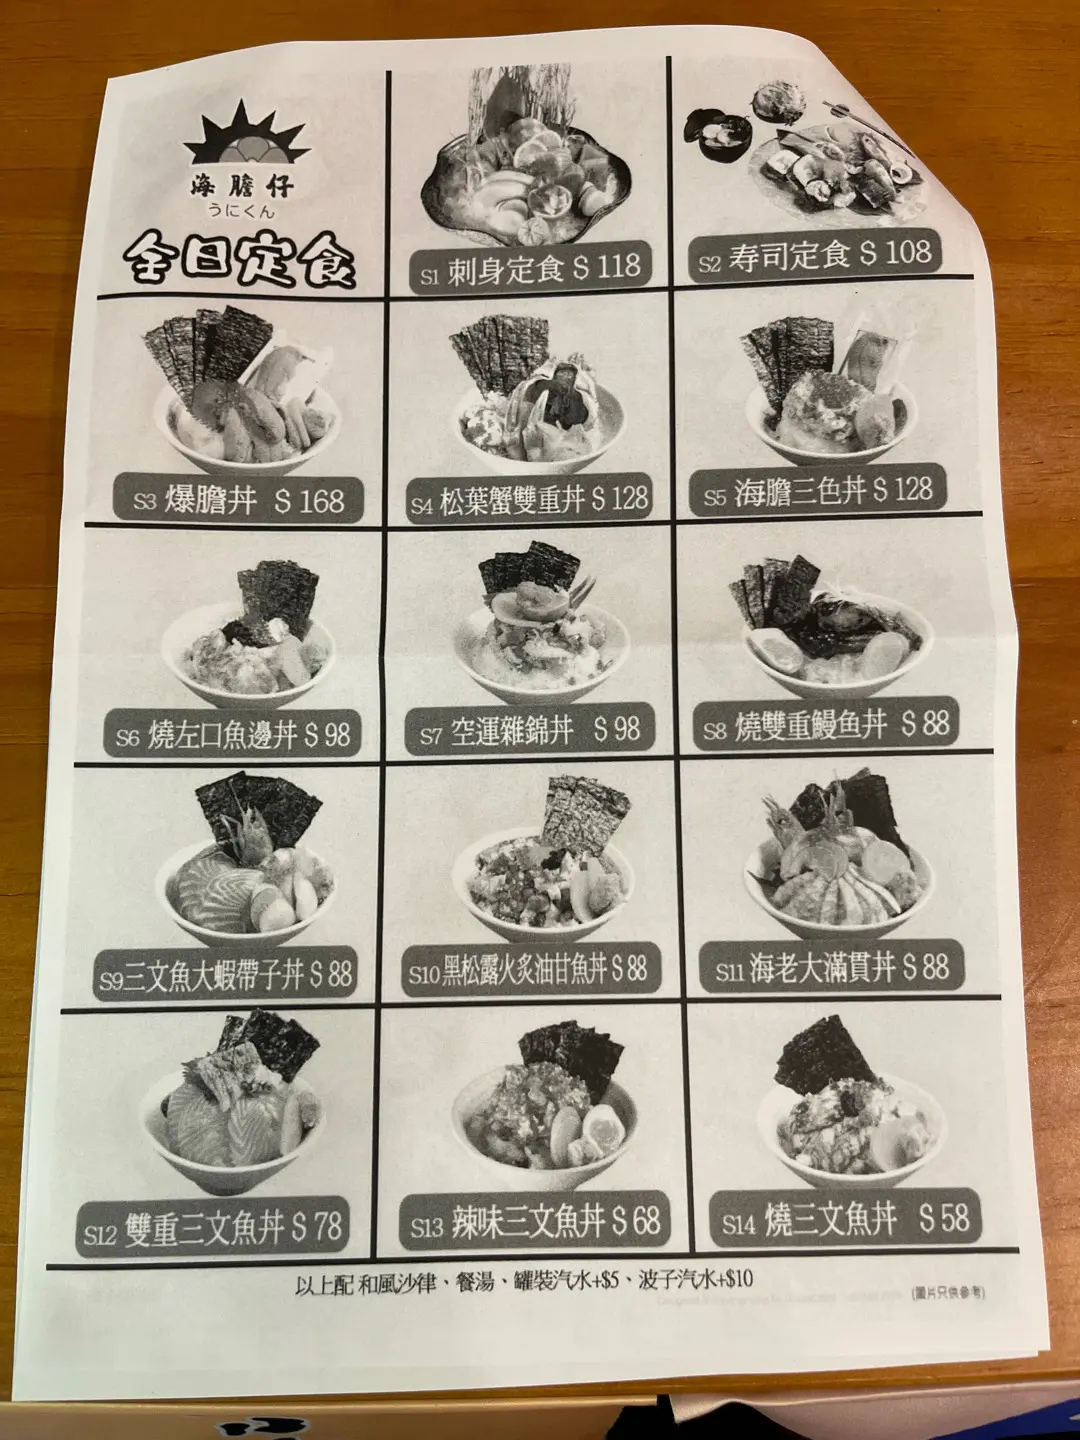 海膽仔
うにくん
全日定食
S1 刺身定食 $ 118
S2 寿司定食 $ 108
S3 爆膽丼 $ 168
S4 松葉蟹雙重丼 $ 128
S5 海膽三色丼 $ 128
S6 燒左口魚邊丼 $ 98
S7 空運雜錦丼 $ 98
S8 燒雙重鰻魚丼 $ 88
S9 三文魚大蝦帶子丼 $ 88
S10 黑松露火炙油甘魚丼 $ 88
S11 海老大滿貫丼 $ 88
S12 雙重三文魚丼 $ 78
S13 辣味三文魚丼 $ 68
S14 燒三文魚丼 $ 58
以上配 和風沙律、餐湯、罐裝汽水+$5、波子汽水+$10
(圖片只供參考)